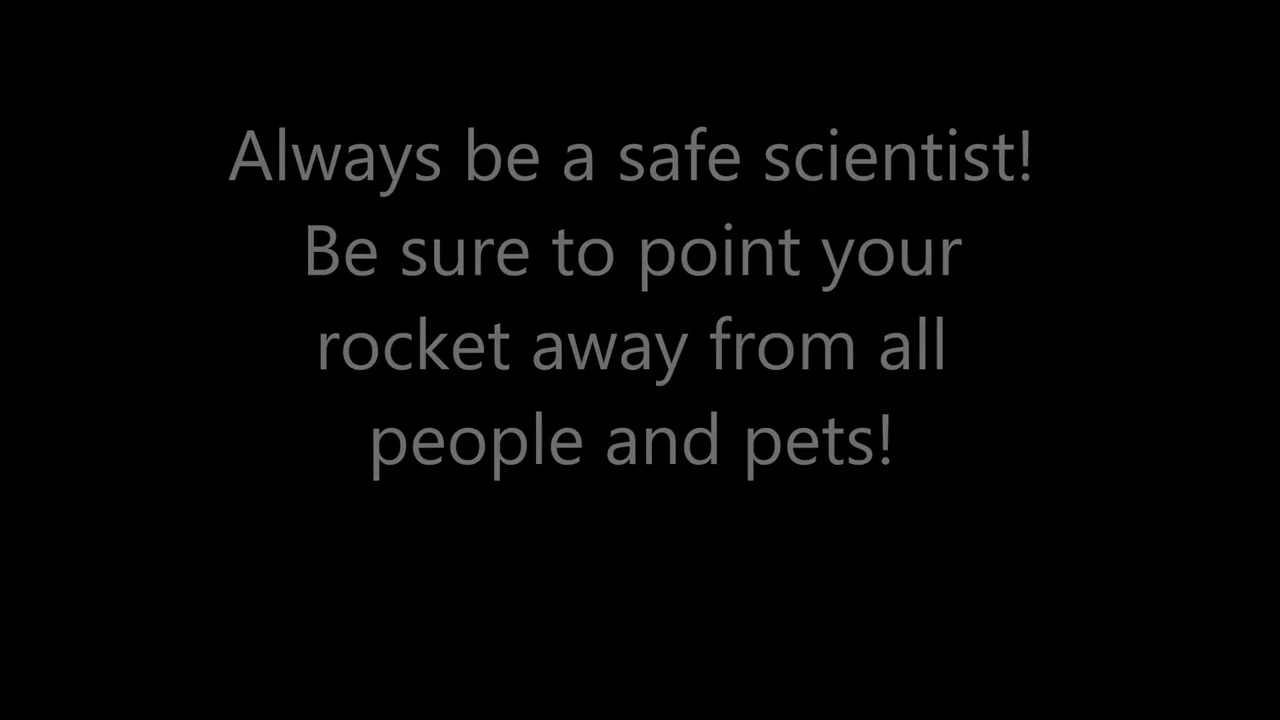 Always be a safe scientist!
Be sure to point your
rocket away from all
people and pets!